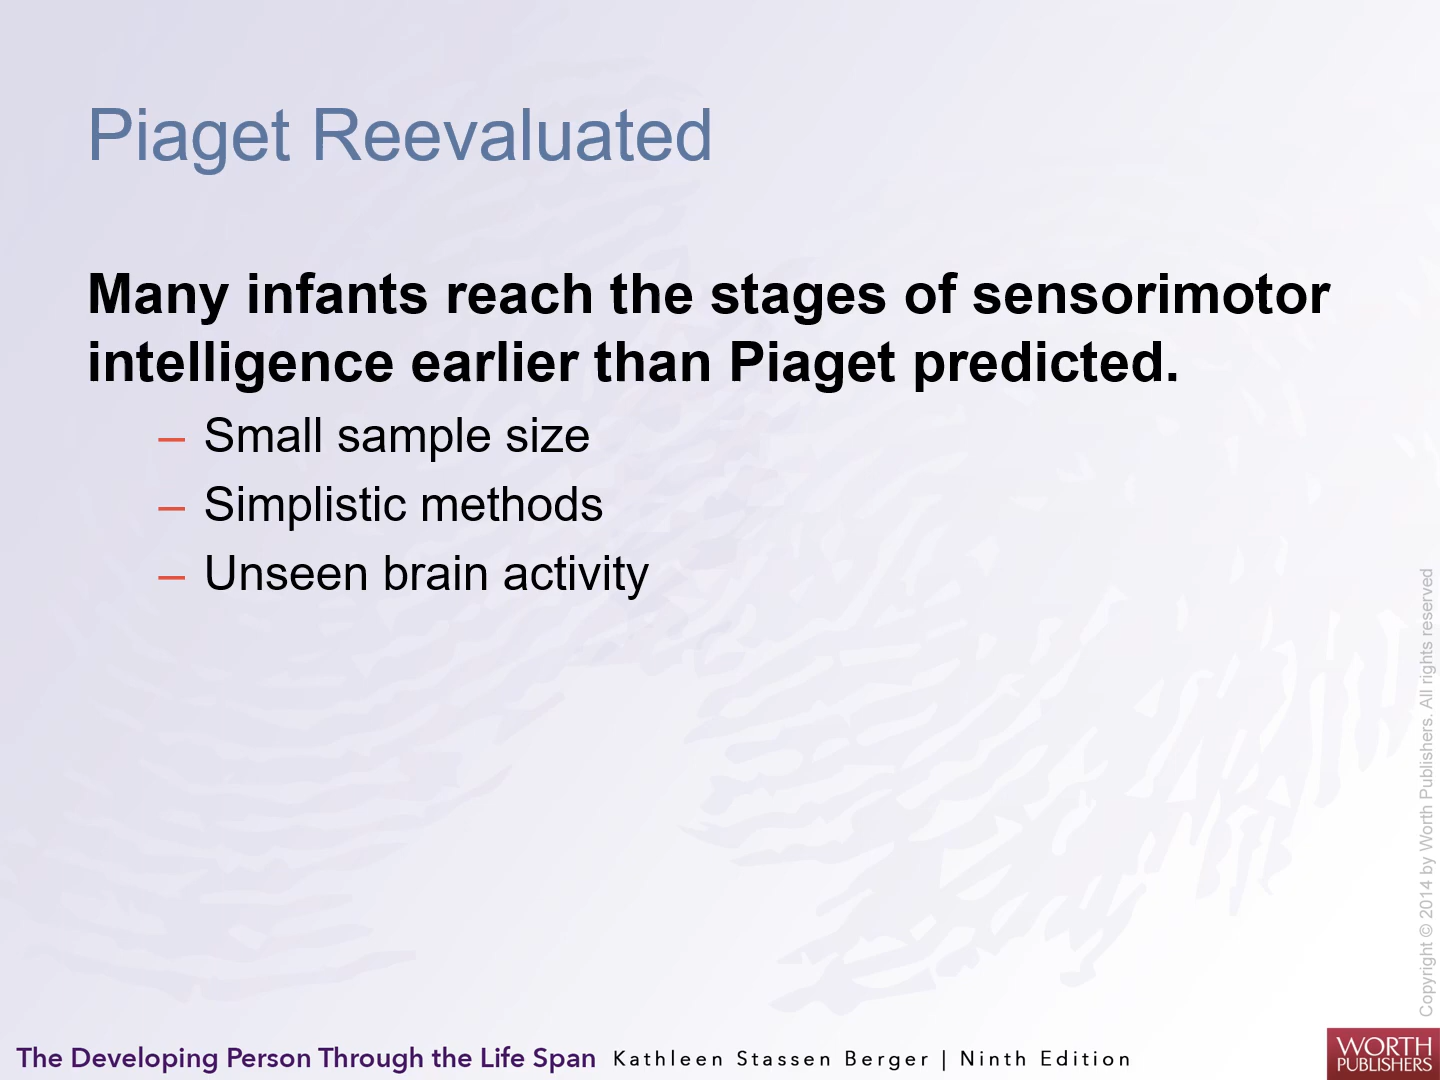 Piaget Reevaluated
Many infants reach the stages of sensorimotor
intelligence earlier than Piaget predicted.
– Small sample size
– Simplistic methods
– Unseen brain activity
Copyright © 2014 by Worth Publishers. All rights reserved
The Developing Person Through the Life Span Kathleen Stassen Berger | Ninth Edition
WORTH
PUBLISHERS